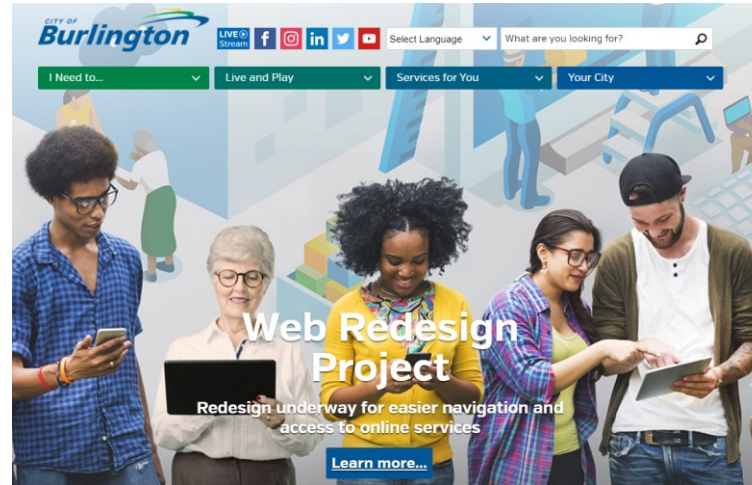 CITY OF
Burlington
LIVE
Stream
Select Language
What are you looking for?
I Need to...
Live and Play
Services for You
Your City
Web Redesign
Project
Redesign underway for easier navigation and
access to online services
Learn more...